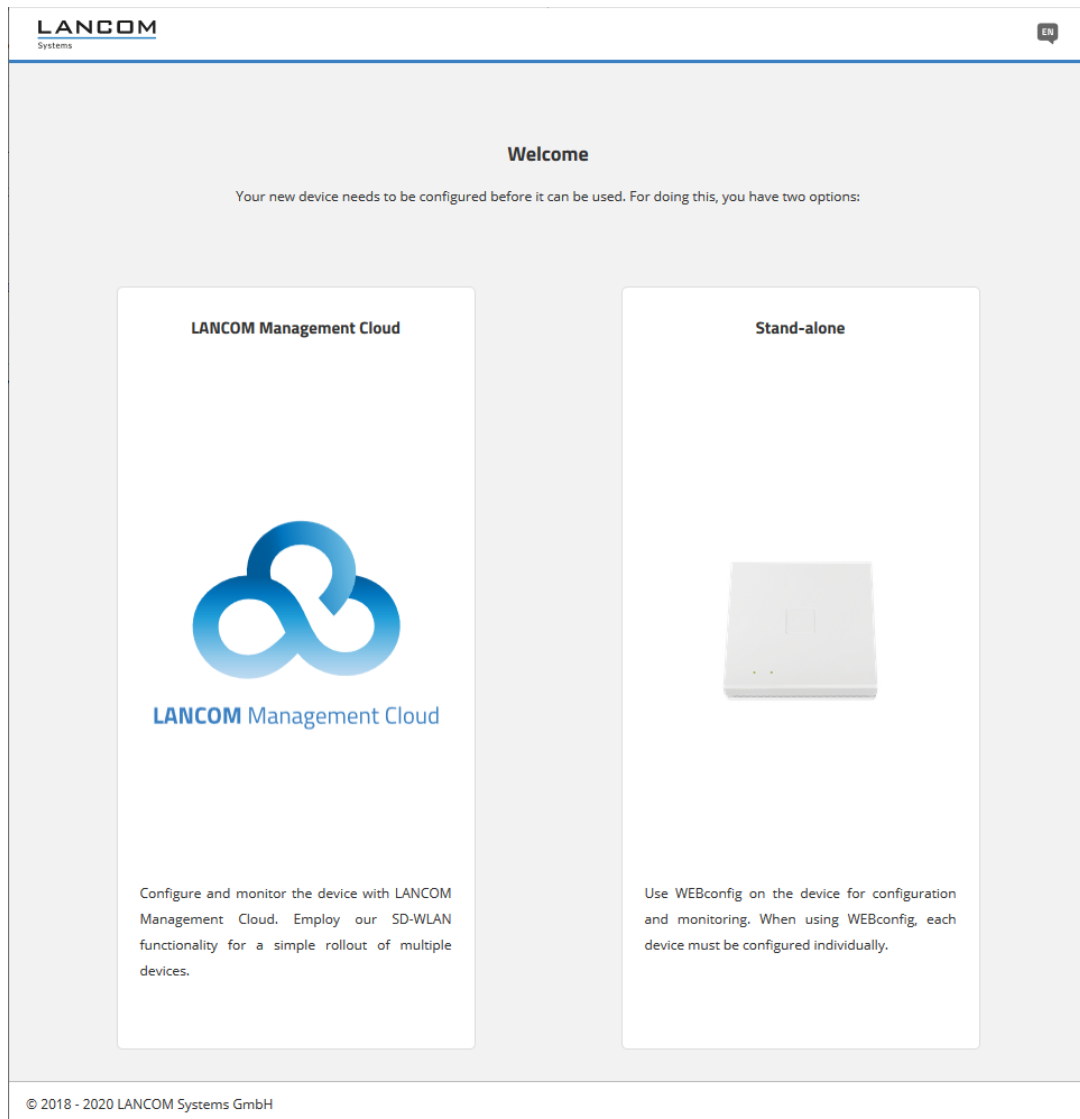 LANCOM
Systems
EN
Welcome
Your new device needs to be configured before it can be used. For doing this, you have two options:
LANCOM Management Cloud
LANCOM Management Cloud
Configure and monitor the device with LANCOM
Management Cloud. Employ our SD-WLAN
functionality for a simple rollout of multiple
devices.
Stand-alone
Use WEBconfig on the device for configuration
and monitoring. When using WEBconfig, each
device must be configured individually.
© 2018 - 2020 LANCOM Systems GmbH